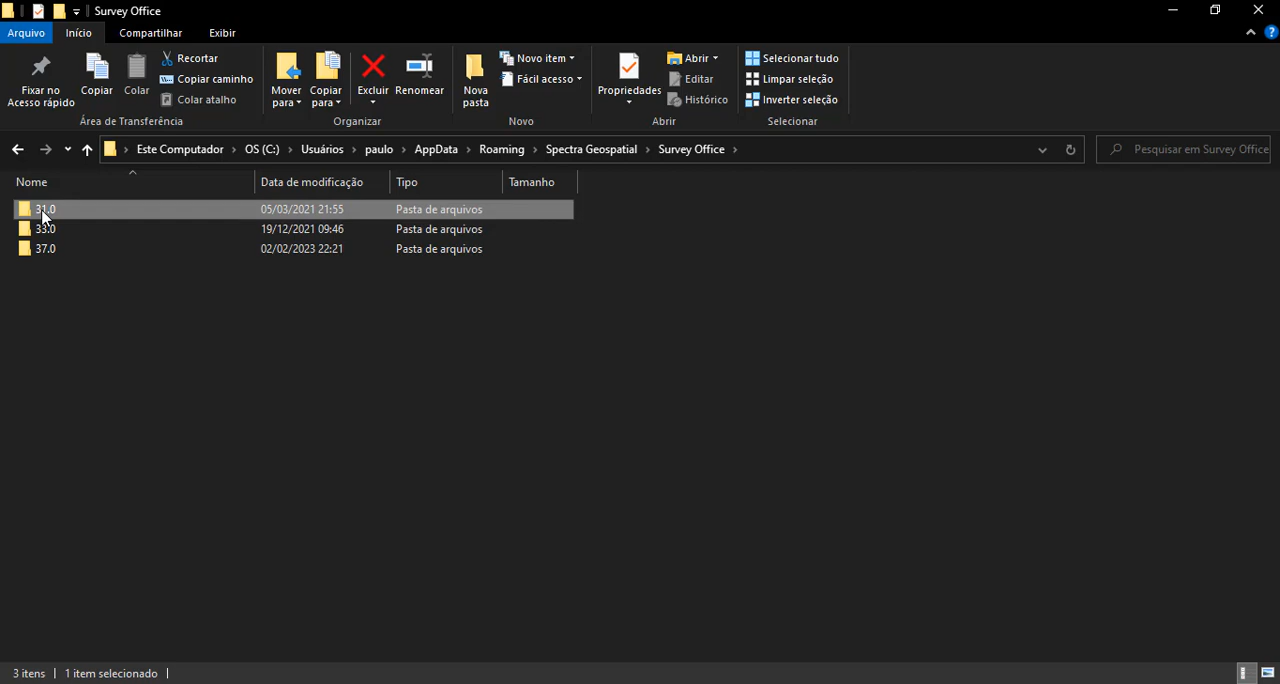 Survey Office
Arquivo Início Compartilhar Exibir
Fixar no Acesso rápido
Copiar
Colar
Recortar
Copiar caminho
Colar atalho
Área de Transferência
Mover para
Copiar para
Excluir
Renomear
Organizar
Nova pasta
Novo item
Fácil acesso
Novo
Propriedades
Abrir
Editar
Histórico
Abrir
Selecionar tudo
Limpar seleção
Inverter seleção
Selecionar
Este Computador > OS (C:) > Usuários > paulo > AppData > Roaming > Spectra Geospatial > Survey Office >
Pesquisar em Survey Office
Nome Data de modificação Tipo Tamanho
31.0 05/03/2021 21:55 Pasta de arquivos
33.0 19/12/2021 09:46 Pasta de arquivos
37.0 02/02/2023 22:21 Pasta de arquivos
3 itens 1 item selecionado